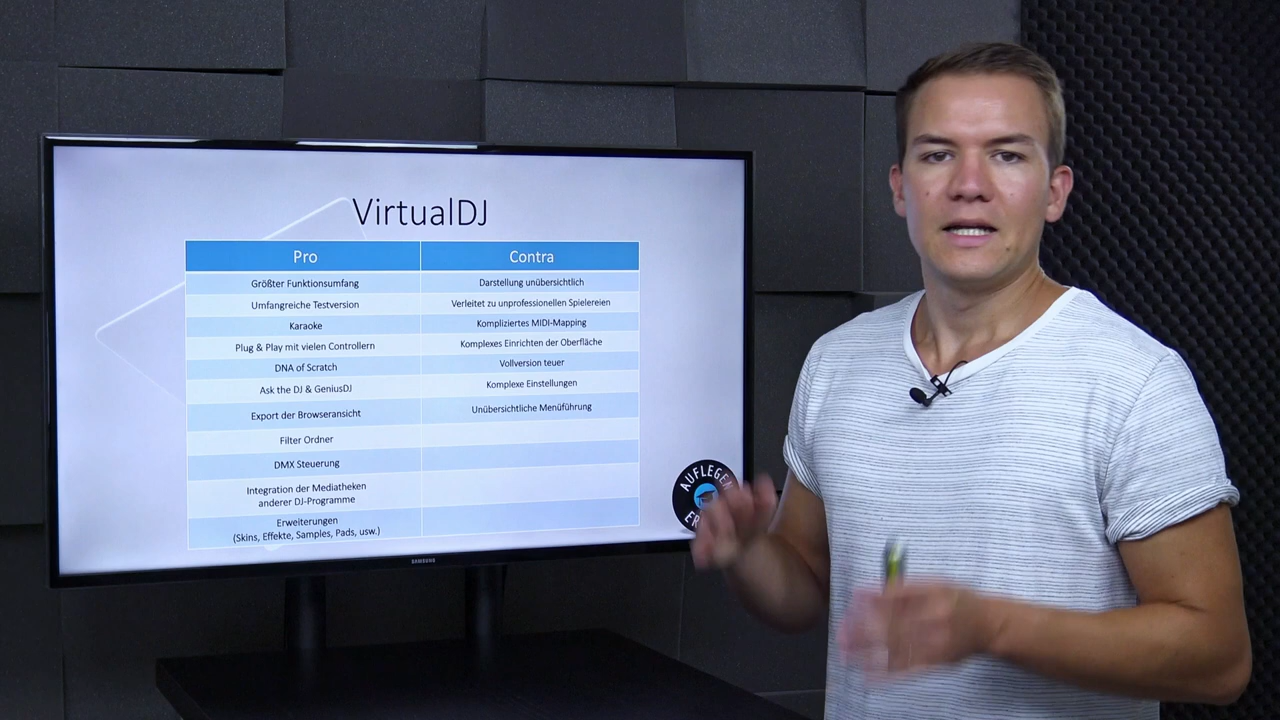 VirtualDJ
Pro
Contra
Größter Funktionsumfang
Darstellung unübersichtlich
Umfangreiche Testversion
Verleitet zu unprofessionellen Spielereien
Karaoke
Kompliziertes MIDI-Mapping
Plug & Play mit vielen Controllern
Komplexes Einrichten der Oberfläche
DNA of Scratch
Vollversion teuer
Ask the DJ & GeniusDJ
Komplexe Einstellungen
Export der Browseransicht
Unübersichtliche Menüführung
Filter Ordner
DMX Steuerung
Integration der Mediatheken
anderer DJ-Programme
Erweiterungen
(Skins, Effekte, Samples, Pads, usw.)
AUFLEGEN
SAMSUNG